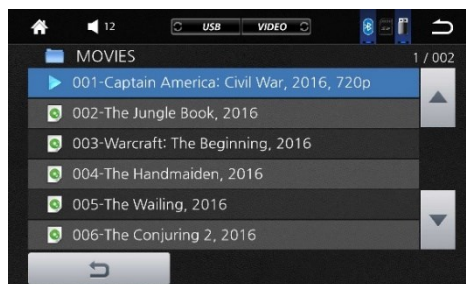 12 USB VIDEO
MOVIES 1 / 002
001-Captain America: Civil War, 2016, 720p
002-The Jungle Book, 2016
003-Warcraft: The Beginning, 2016
004-The Handmaiden, 2016
005-The Wailing, 2016
006-The Conjuring 2, 2016